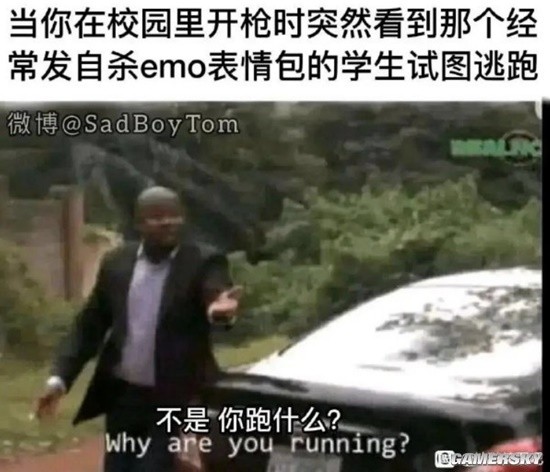 当你在校园里开枪时突然看到那个经
常发自杀emo表情包的学生试图逃跑
微博@SadBoyTom
不是 你跑什么?
Why are you running?
GAMERSKY